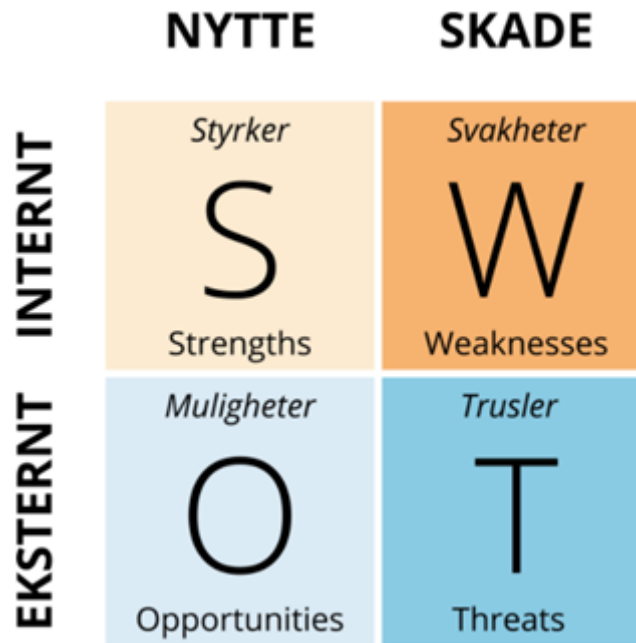 NYTTE
SKADE
INTERNT
Styrker
S
Strengths
Svakheter
W
Weaknesses
EKSTERNT
Muligheter
O
Opportunities
Trusler
T
Threats